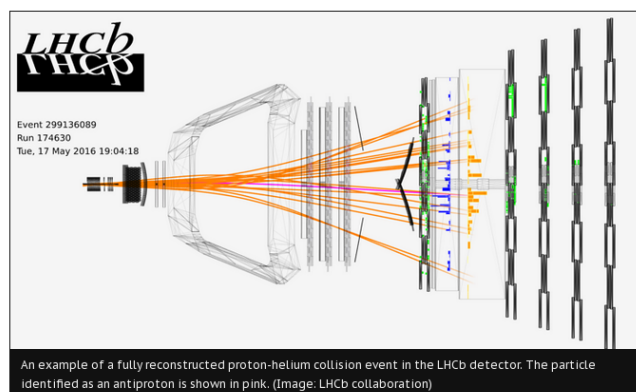 LHCb
LHCb
Event 299136089
Run 174630
Tue, 17 May 2016 19:04:18
An example of a fully reconstructed proton-helium collision event in the LHCb detector. The particle
identified as an antiproton is shown in pink. (Image: LHCb collaboration)